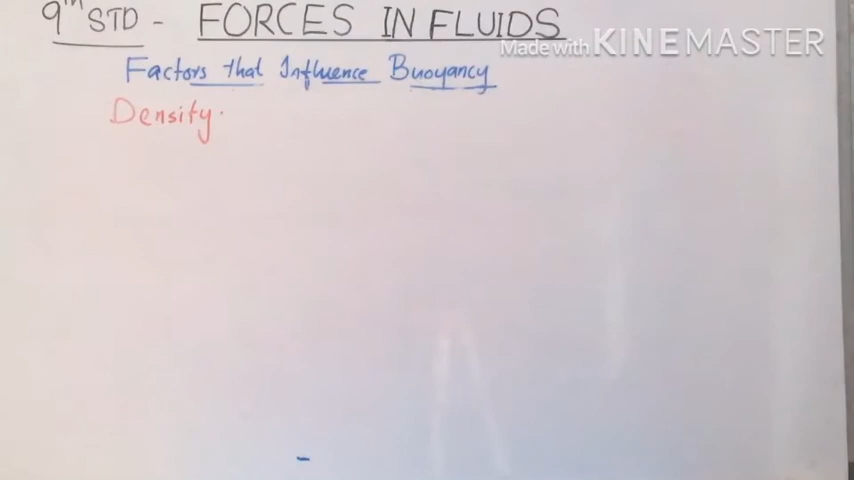 9th STD - FORCES IN FLUIDS
Made with KINEMASTER
Factors that Influence Buoyancy
Density.